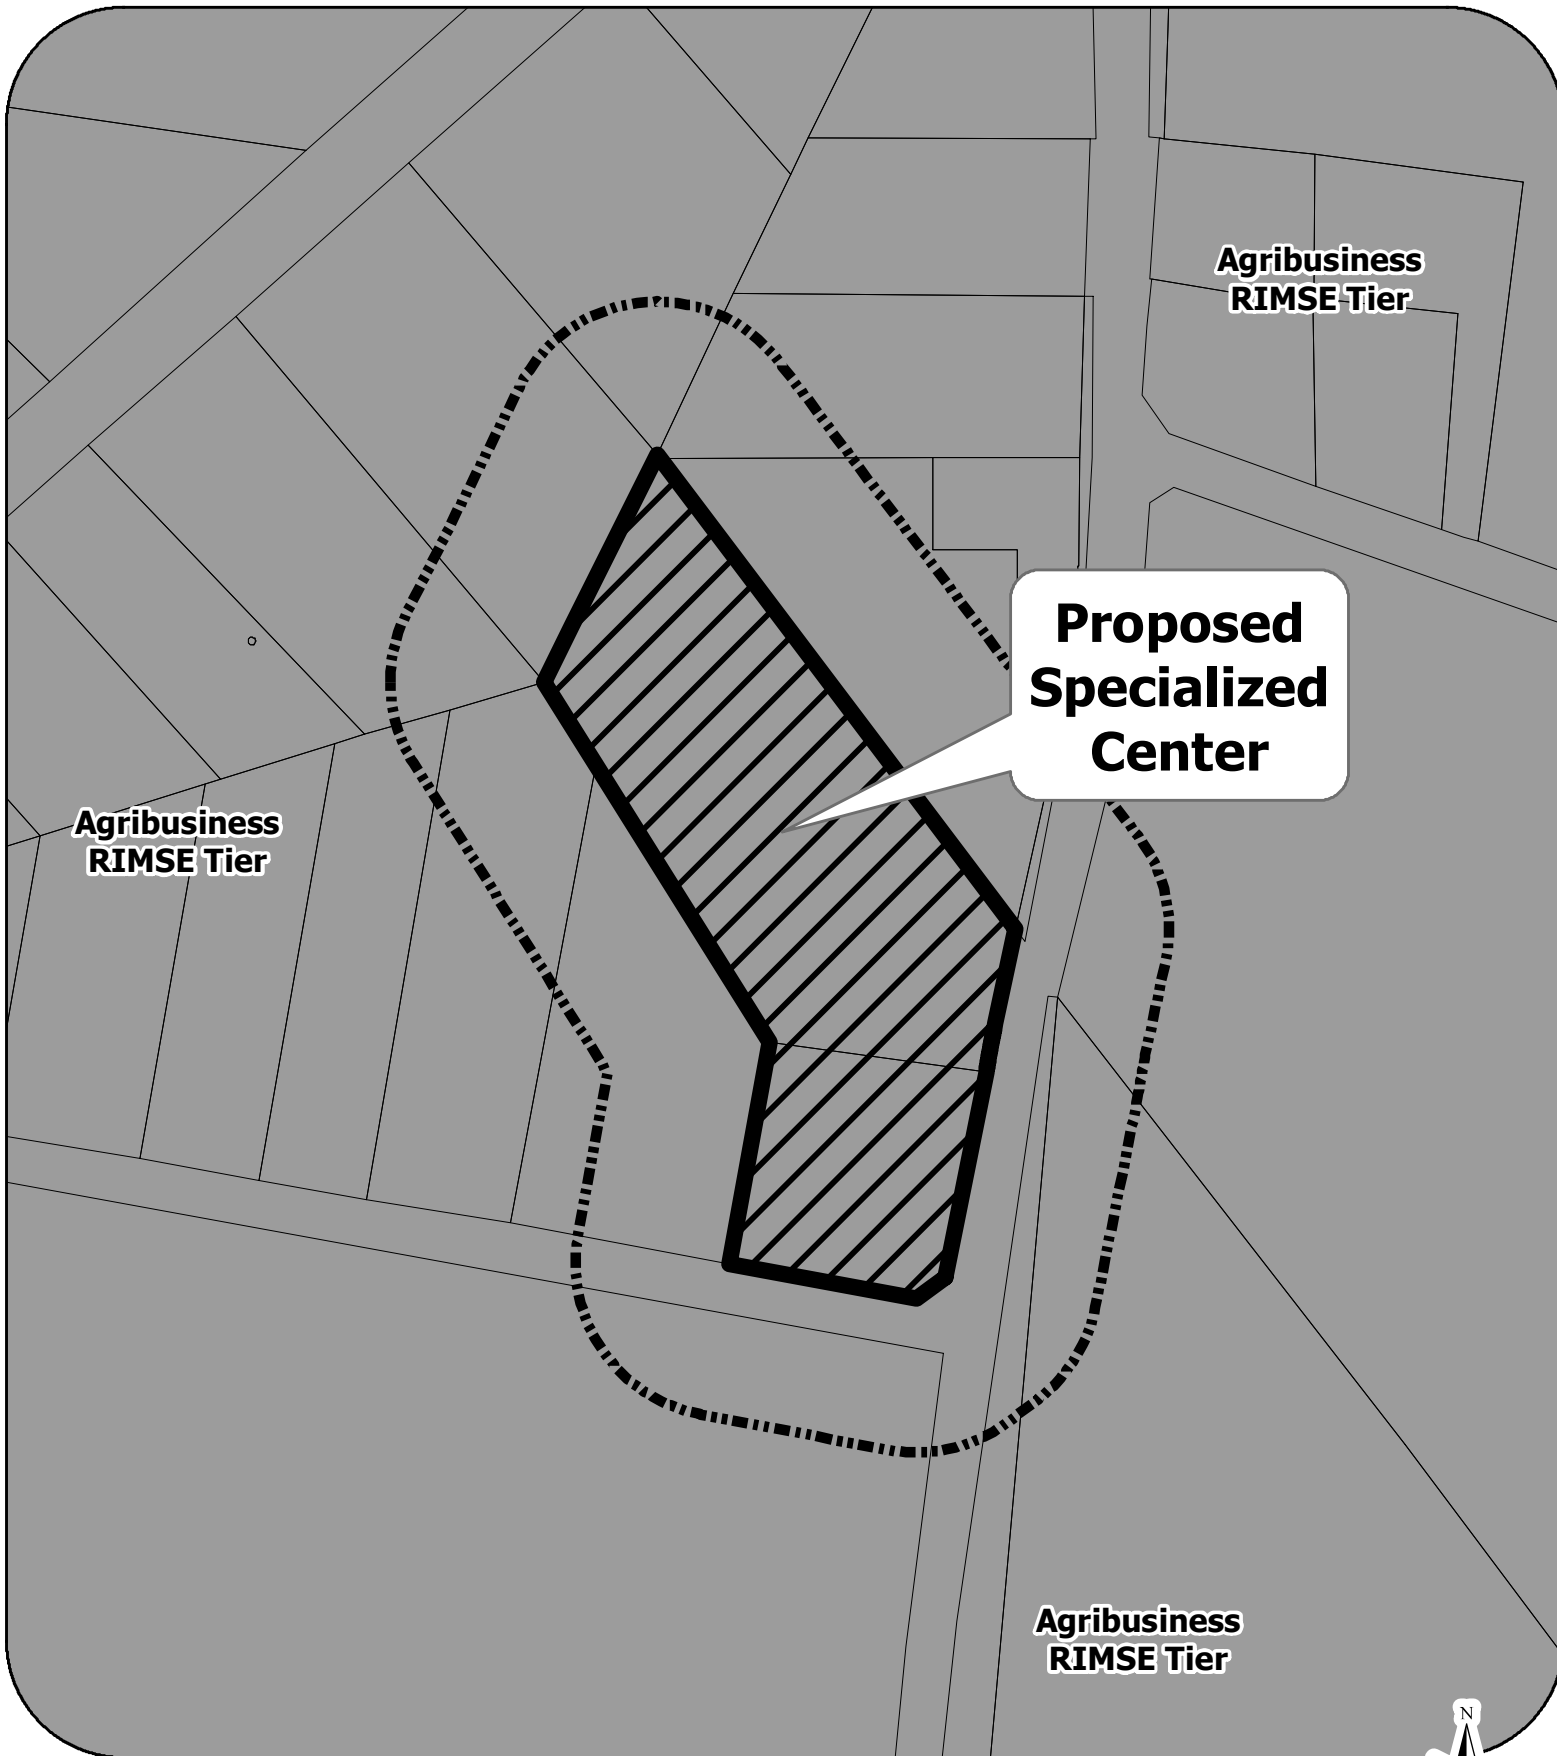 Agribusiness
RIMSE Tier
Proposed
Specialized
Center
Agribusiness
RIMSE Tier
Agribusiness
RIMSE Tier
N